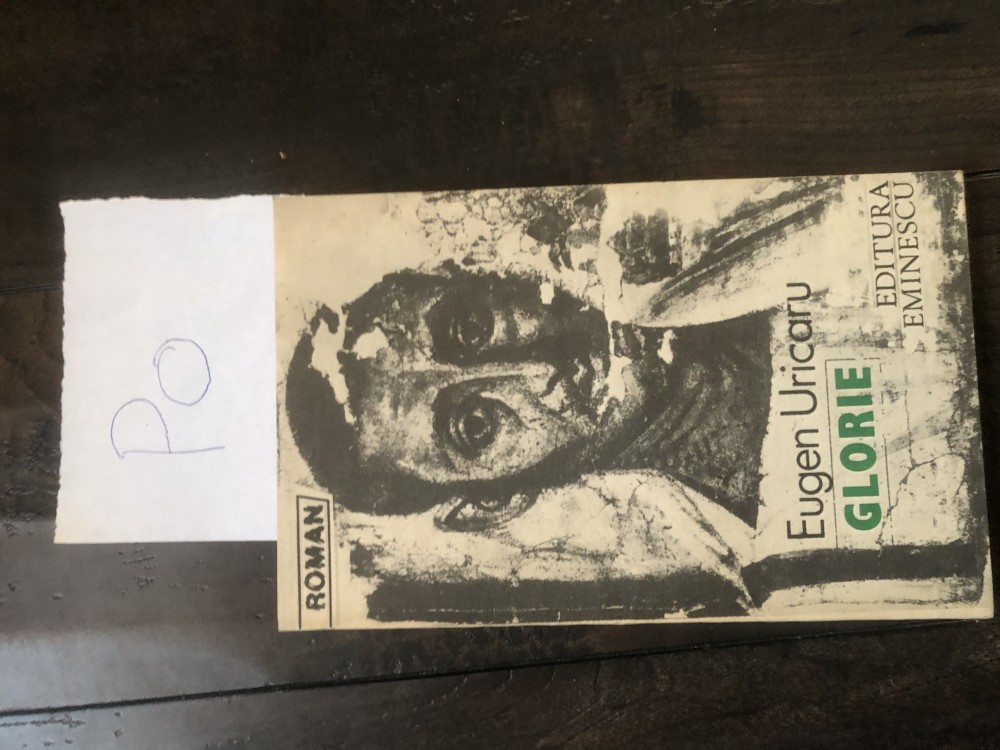 PO
ROMAN
Eugen Uricaru
GLORIE
EDITURA
EMINESCU